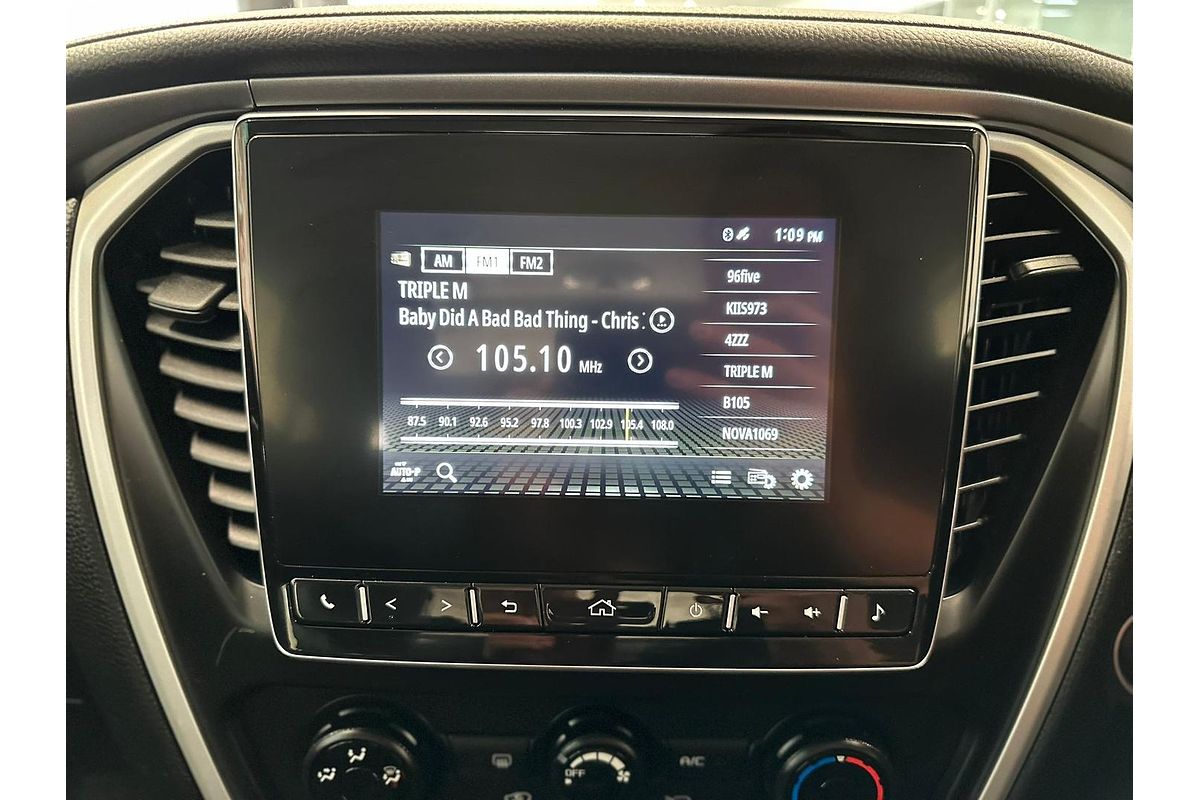 1:09 PM
AM FM1 FM2
TRIPLE M
Baby Did A Bad Bad Thing - Chris
105.10 MHz
87.5 90.1 92.6 95.2 97.8 100.3 102.9 105.4 108.0
AUTO-P
96five
KIIS973
4ZZZ
TRIPLE M
B105
NOVA1069
OFF
A/C